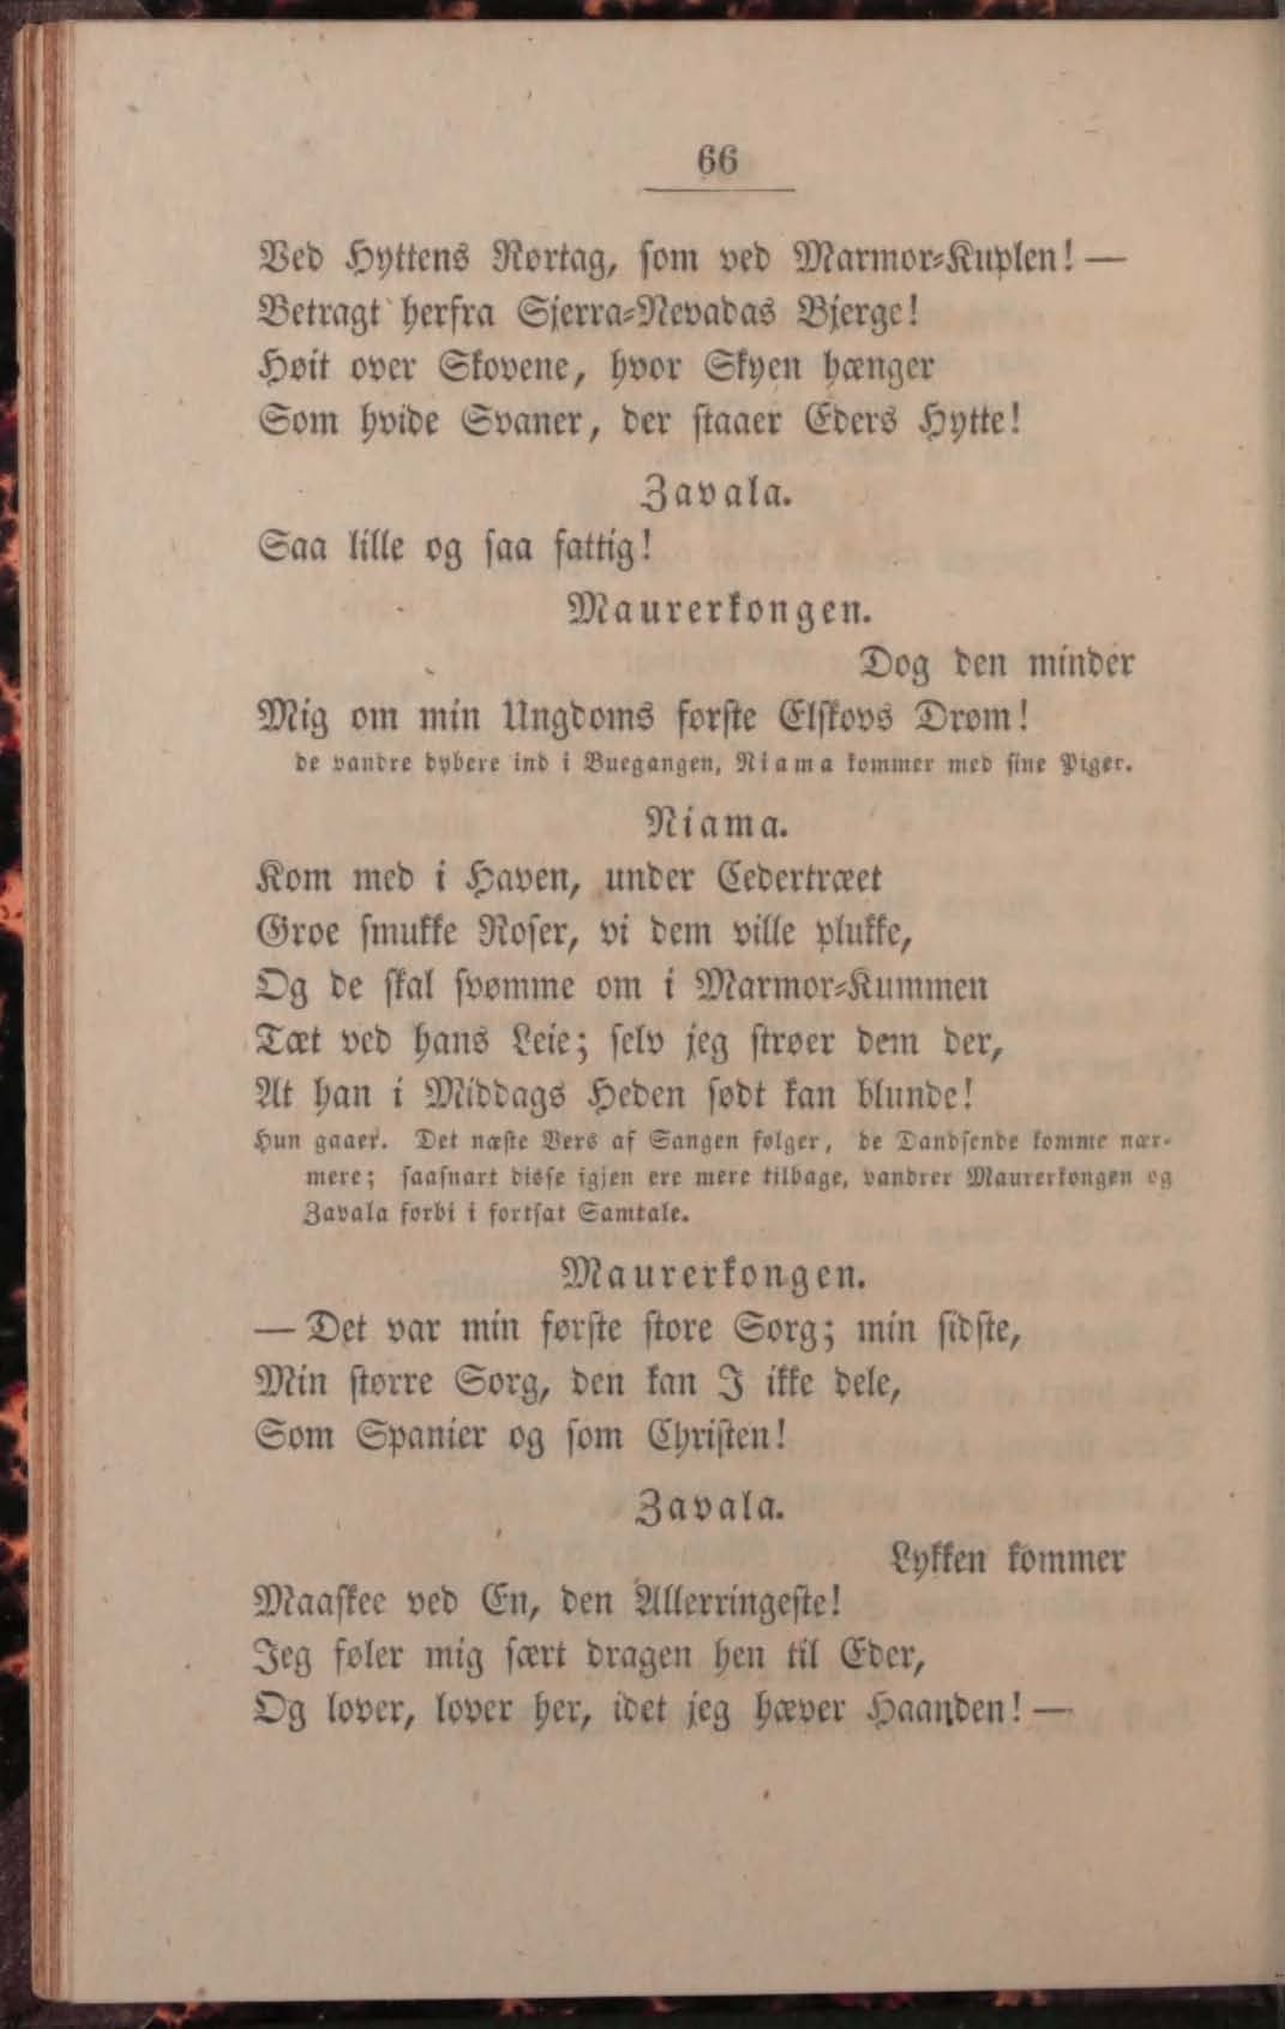 66
Ved Hyttens Rørtag, som ved Marmor-Kuplen! —
Betragt herfra Sjerra-Nevadas Bjerge!
Høit over Skovene, hvor Skyen hænger
Som hvide Svaner, der staaer Eders Hytte!
Zavala.
Saa lille og saa fattig!
Maurerkongen.
Dog den minder
Mig om min Ungdoms første Elskovs Drøm!
de vandre dybere ind i Buegangen, Niama kommer med sine Piger.
Niama.
Kom med i Haven, under Cedertræet
Groe smukke Roser, vi dem ville plukke,
Og de skal svømme om i Marmor-Kummen
Tæt ved hans Leie; selv jeg strøer dem der,
At han i Middags Heden sødt kan blunde!
Hun gaaer. Det næste Vers af Sangen følger, de Dandsende komme nær-
mere; saasnart disse igjen ere mere tilbage, vandrer Maurerkongen og
Zavala forbi i fortsat Samtale.
Maurerkongen.
— Det var min første store Sorg; min sidste,
Min større Sorg, den kan I ikke dele,
Som Spanier og som Christen!
Zavala.
Lykken kommer
Maaskee ved En, den Allerringeste!
Jeg føler mig sært dragen hen til Eder,
Og lover, lover her, idet jeg hæver Haanden! —